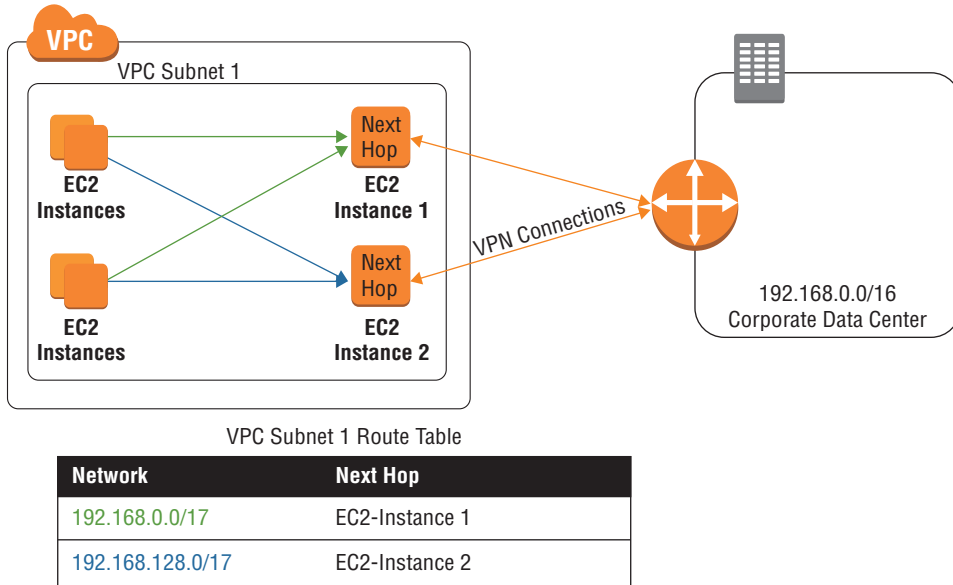 VPC
VPC Subnet 1
Next
Hop
EC2
Instances
EC2
Instance 1
Next
Hop
EC2
Instances
EC2
Instance 2
VPN Connections
192.168.0.0/16
Corporate Data Center
VPC Subnet 1 Route Table
Network Next Hop
192.168.0.0/17 EC2-Instance 1
192.168.128.0/17 EC2-Instance 2